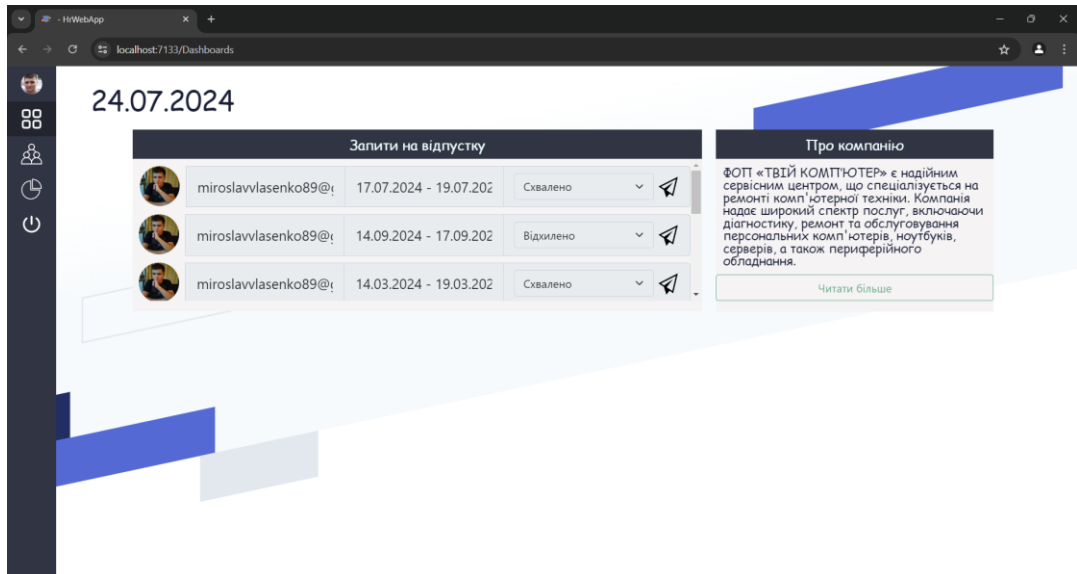 - HrWebApp
localhost:7133/Dashboards
24.07.2024
Запити на відпустку
miroslavvlasenko89@g 17.07.2024 - 19.07.202 Схвалено
miroslavvlasenko89@g 14.09.2024 - 17.09.202 Відхилено
miroslavvlasenko89@g 14.03.2024 - 19.03.202 Схвалено
Про компанію
ФОП «ТВІЙ КОМП'ЮТЕР» є надійним
сервісним центром, що спеціалізується на
ремонті комп'ютерної техніки. Компанія
надає широкий спектр послуг, включаючи
діагностику, ремонт та обслуговування
персональних комп'ютерів, ноутбуків,
серверів, а також периферійного
обладнання.
Читати більше